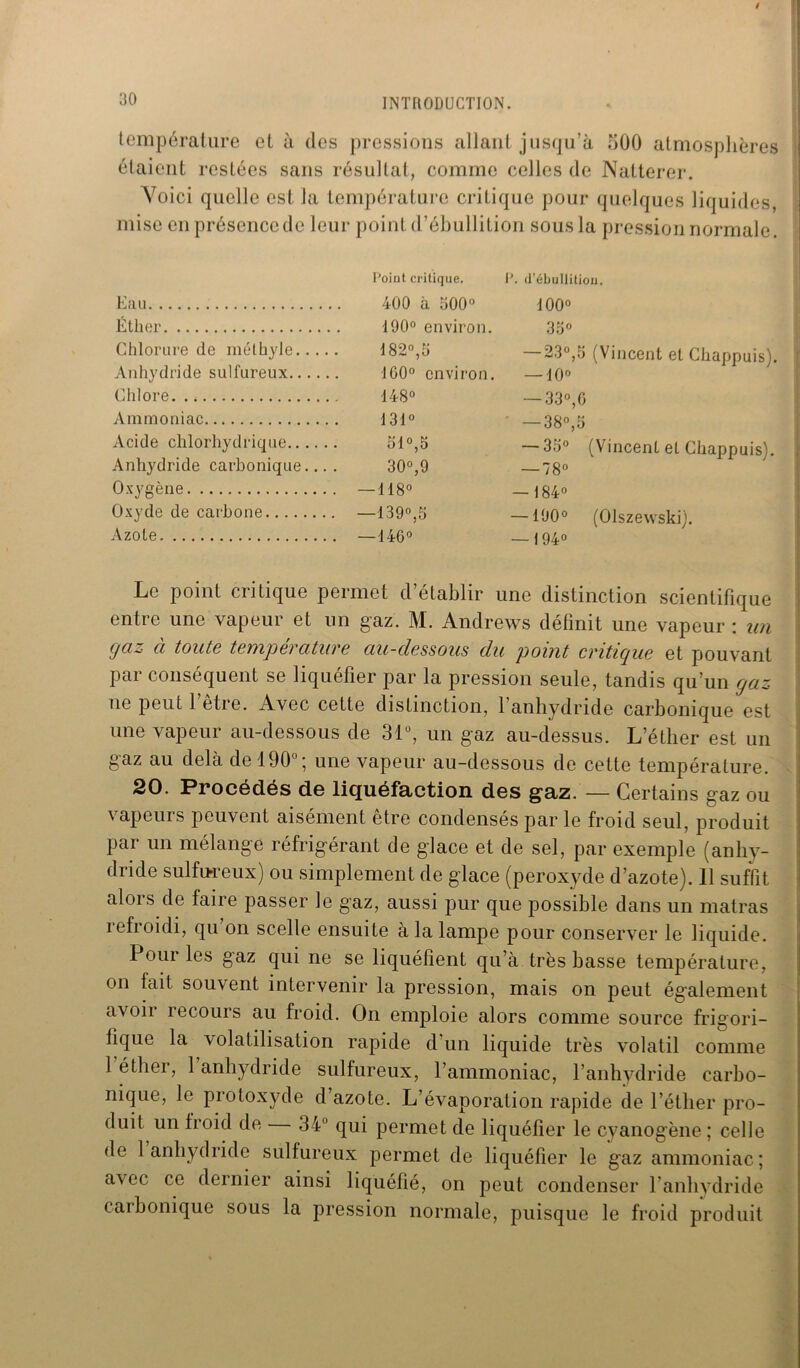 30 INTRODUCTION.
température et à des pressions allant jusqu'à 500 atmosphères
étaient restées sans résultat, comme celles de Natterer.
Voici quelle est la température critique pour quelques liquides,
mise en présence de leur point d'ébullition sous la pression normale.
Point critique. P. d'ébullition.
Eau.................... 400 à 500° 100°
Éther.................. 190° environ. 35°
Chlorure de méthyle..... 182°,5 —23°,5 (Vincent et Chappuis).
Anhydride sulfureux...... 160° environ. —10°
Chlore.................. 148° —33°,6
Ammoniac............... 131° —38°,5
Acide chlorhydrique...... 51°,5 —35° (Vincent et Chappuis).
Anhydride carbonique.... 30°,9 —78°
Oxygène................ —118° —184°
Oxyde de carbone........ —139°,5 —190° (Olszewski).
Azote................... —146° —194°
Le point critique permet d'établir une distinction scientifique
entre une vapeur et un gaz. M. Andrews définit une vapeur : un
gaz à toute température au-dessous du point critique et pouvant
par conséquent se liquéfier par la pression seule, tandis qu'un gaz
ne peut l'être. Avec cette distinction, l'anhydride carbonique est
une vapeur au-dessous de 31°, un gaz au-dessus. L'éther est un
gaz au delà de 190°; une vapeur au-dessous de cette température.
20. Procédés de liquéfaction des gaz. — Certains gaz ou
vapeurs peuvent aisément être condensés par le froid seul, produit
par un mélange réfrigérant de glace et de sel, par exemple (anhy-
dride sulfureux) ou simplement de glace (peroxyde d'azote). Il suffit
alors de faire passer le gaz, aussi pur que possible dans un matras
refroidi, qu'on scelle ensuite à la lampe pour conserver le liquide.
Pour les gaz qui ne se liquéfient qu'à très basse température,
on fait souvent intervenir la pression, mais on peut également
avoir recours au froid. On emploie alors comme source frigori-
fique la volatilisation rapide d'un liquide très volatil comme
l'éther, l'anhydride sulfureux, l'ammoniac, l'anhydride carbo-
nique, le protoxyde d'azote. L'évaporation rapide de l'éther pro-
duit un froid de — 34° qui permet de liquéfier le cyanogène; celle
de l'anhydride sulfureux permet de liquéfier le gaz ammoniac;
avec ce dernier ainsi liquéfié, on peut condenser l'anhydride
carbonique sous la pression normale, puisque le froid produit